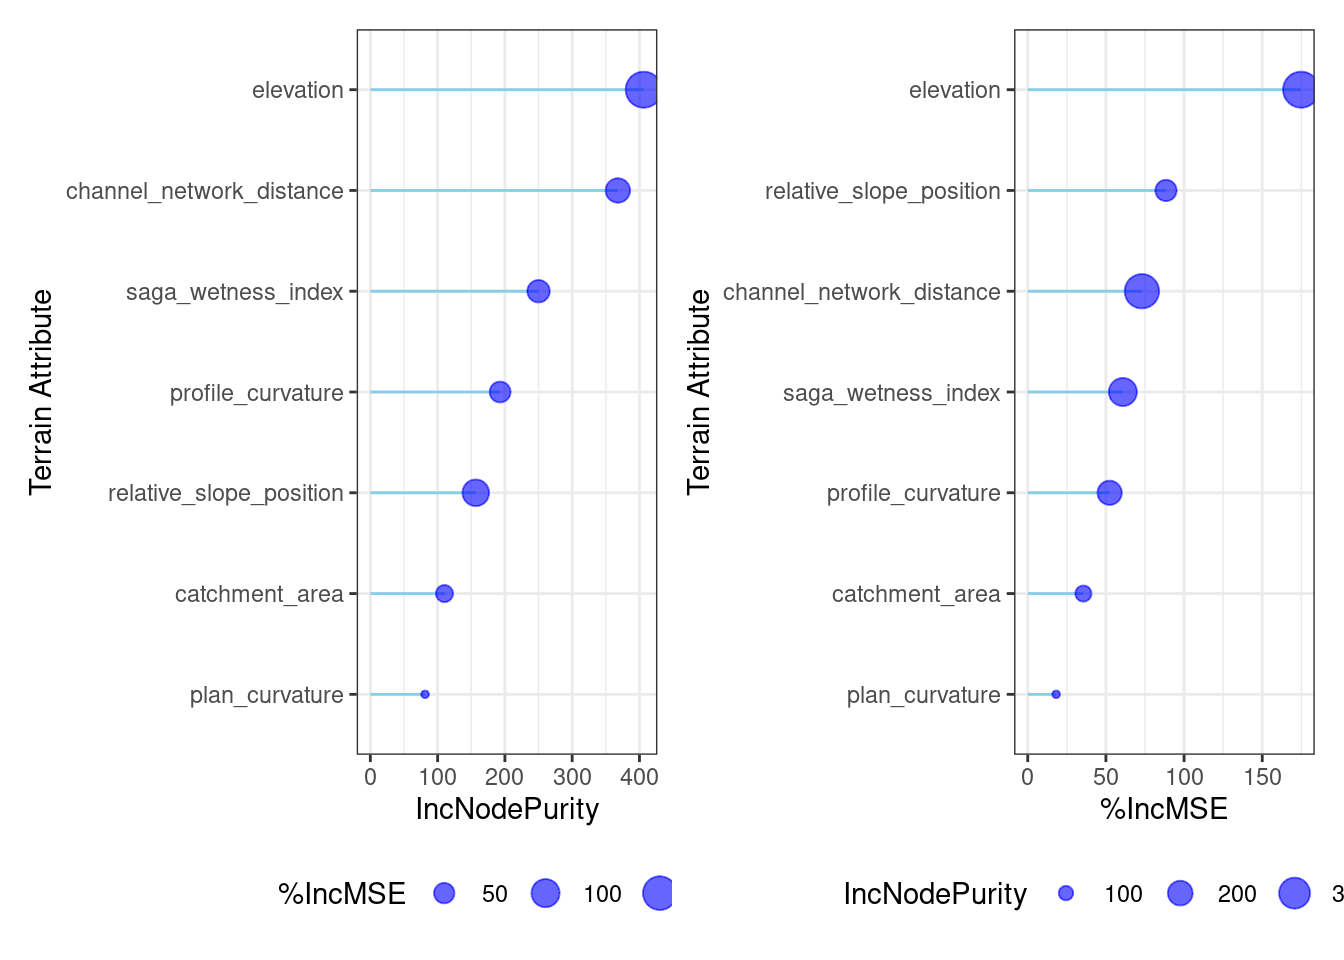 Terrain Attribute
elevation
channel_network_distance
saga_wetness_index
profile_curvature
relative_slope_position
catchment_area
plan_curvature
0 100 200 300 400
IncNodePurity
%IncMSE 50 100
Terrain Attribute
elevation
relative_slope_position
channel_network_distance
saga_wetness_index
profile_curvature
catchment_area
plan_curvature
0 50 100 150
%IncMSE
IncNodePurity 100 200